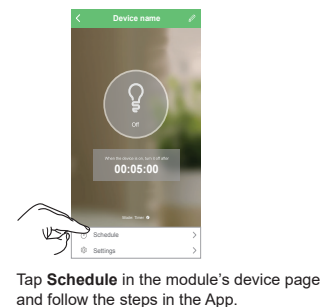 Device name
Off
When the device is on, turn it off after
00:05:00
Mode: Timer
Schedule
Settings
Tap Schedule in the module's device page
and follow the steps in the App.